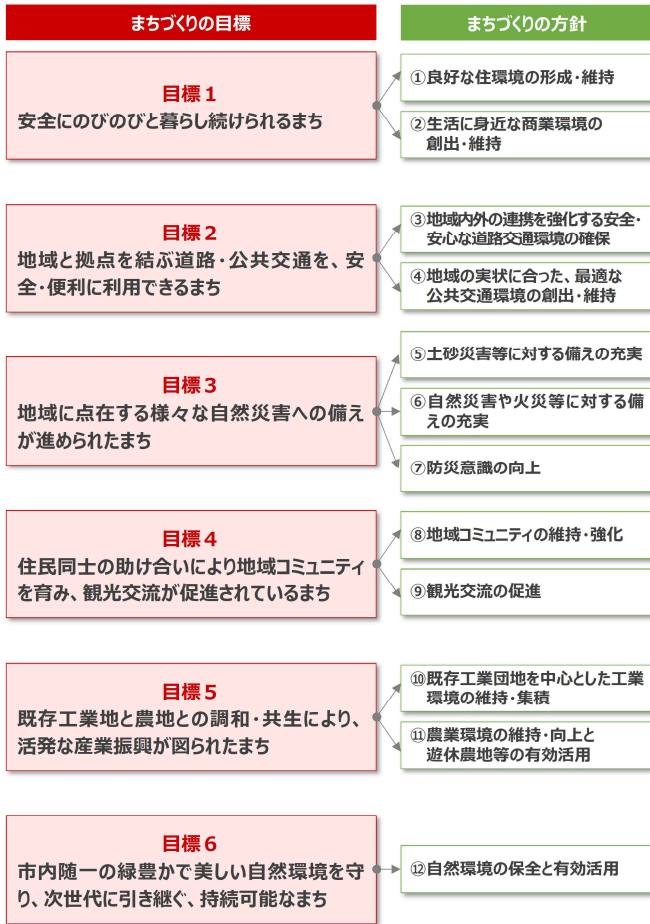 まちづくりの目標
まちづくりの方針
目標１
安全にのびのびと暮らし続けられるまち
①良好な住環境の形成・維持
②生活に身近な商業環境の
創出・維持
目標２
地域と拠点を結ぶ道路・公共交通を、安
全・便利に利用できるまち
③地域内外の連携を強化する安全・
安心な道路交通環境の確保
④地域の実状に合った、最適な
公共交通環境の創出・維持
目標３
地域に点在する様々な自然災害への備え
が進められたまち
⑤土砂災害等に対する備えの充実
⑥自然災害や火災等に対する備
えの充実
⑦防災意識の向上
目標４
住民同士の助け合いにより地域コミュニティ
を育み、観光交流が促進されているまち
⑧地域コミュニティの維持・強化
⑨観光交流の促進
目標５
既存工業地と農地との調和・共生により、
活発な産業振興が図られたまち
⑩既存工業団地を中心とした工業
環境の維持・集積
⑪農業環境の維持・向上と
遊休農地等の有効活用
目標６
市内随一の緑豊かで美しい自然環境を守
り、次世代に引き継ぐ、持続可能なまち
⑫自然環境の保全と有効活用